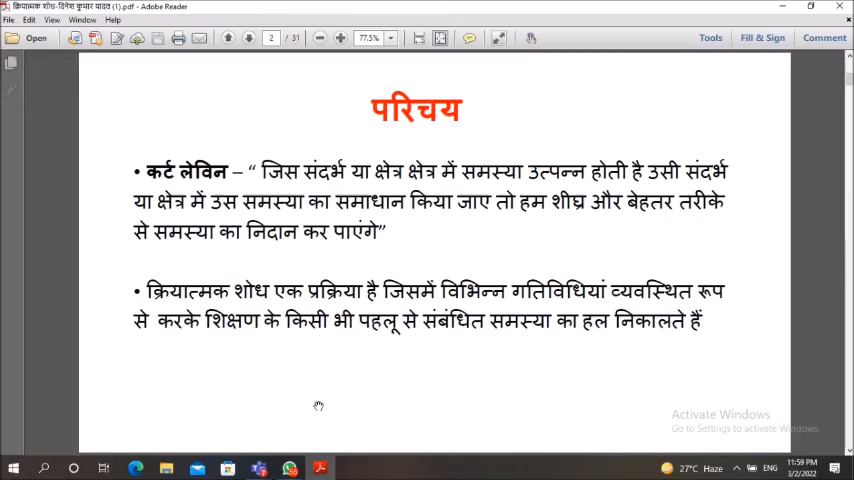 क्रियात्मक शोध-दिनेश कुमार यादव (1).pdf - Adobe Reader
File Edit View Window Help
Open 2 / 31 77.5% Tools Fill & Sign Comment
परिचय
• कर्ट लेविन – “ जिस संदर्भ या क्षेत्र क्षेत्र में समस्या उत्पन्न होती है उसी संदर्भ
या क्षेत्र में उस समस्या का समाधान किया जाए तो हम शीघ्र और बेहतर तरीके
से समस्या का निदान कर पाएंगे”
• क्रियात्मक शोध एक प्रक्रिया है जिसमें विभिन्न गतिविधियां व्यवस्थित रूप
से करके शिक्षण के किसी भी पहलू से संबंधित समस्या का हल निकालते हैं
Activate Windows
Go to Settings to activate Windows.
55
27°C Haze ENG 11:59 PM
3/2/2022